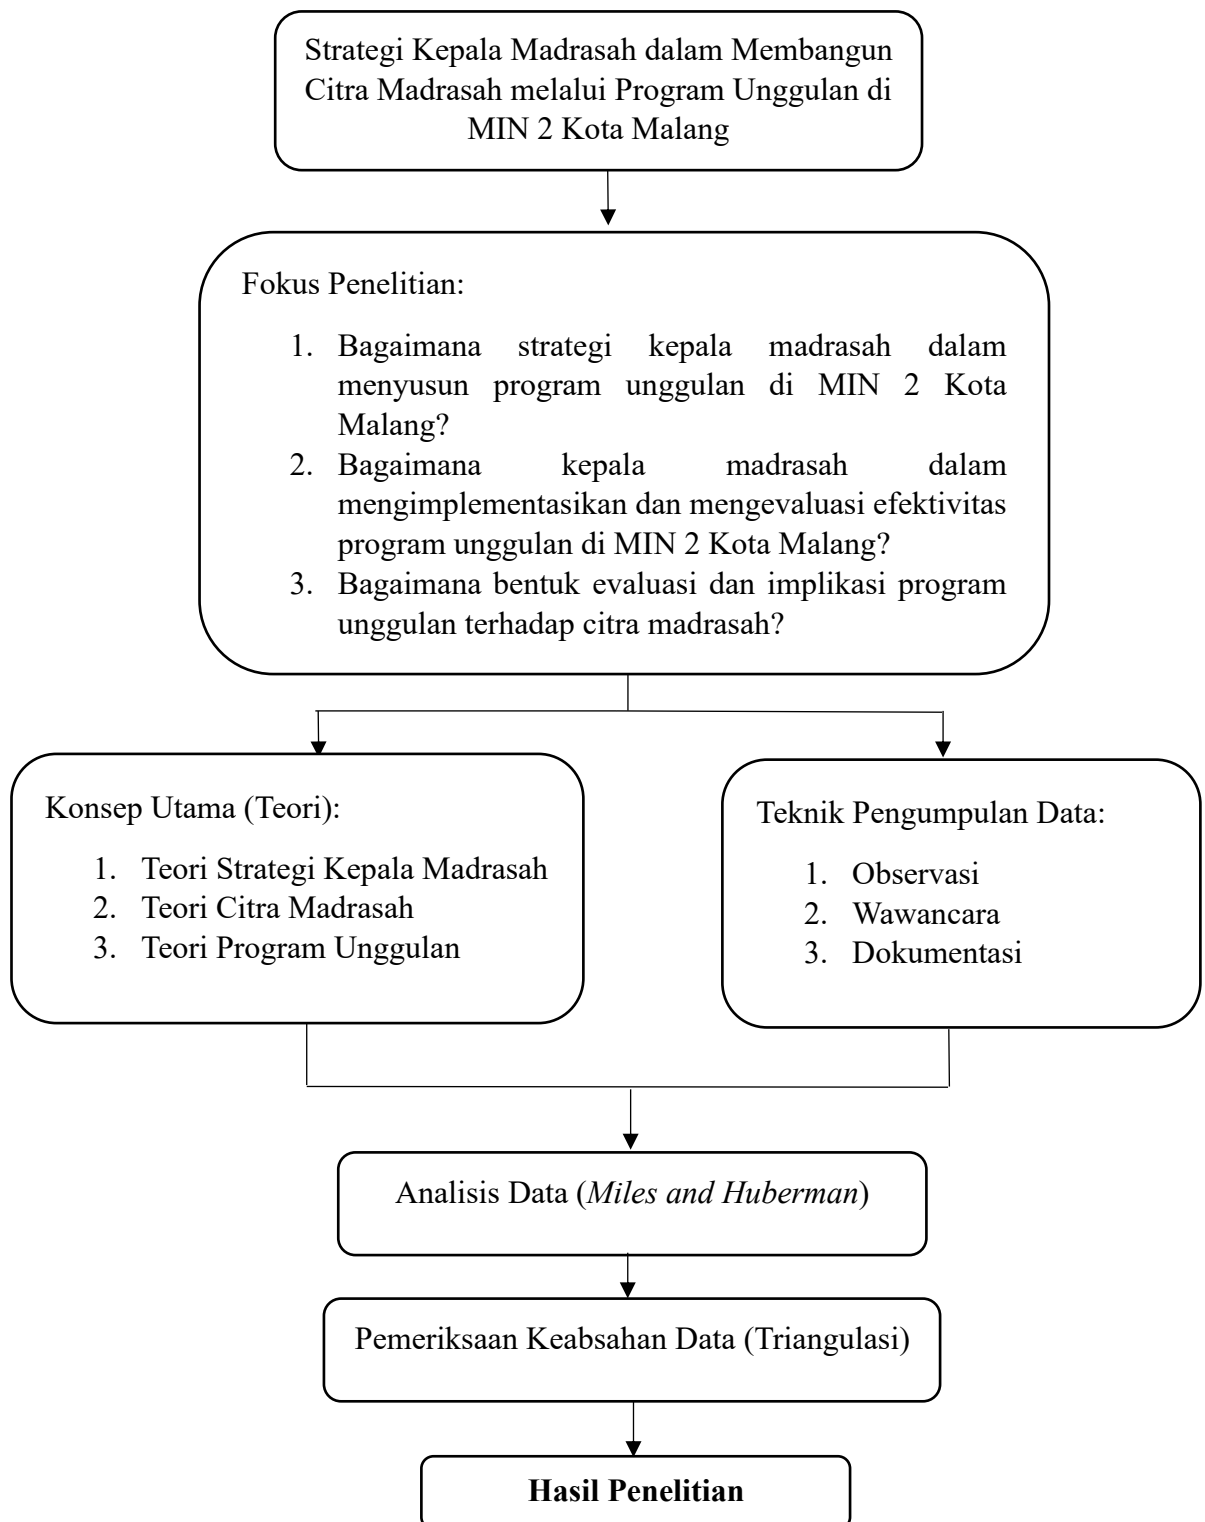 Strategi Kepala Madrasah dalam Membangun
Citra Madrasah melalui Program Unggulan di
MIN 2 Kota Malang
Fokus Penelitian:
1. Bagaimana strategi kepala madrasah dalam
menyusun program unggulan di MIN 2 Kota
Malang?
2. Bagaimana kepala madrasah dalam
mengimplementasikan dan mengevaluasi efektivitas
program unggulan di MIN 2 Kota Malang?
3. Bagaimana bentuk evaluasi dan implikasi program
unggulan terhadap citra madrasah?
Konsep Utama (Teori):
1. Teori Strategi Kepala Madrasah
2. Teori Citra Madrasah
3. Teori Program Unggulan
Teknik Pengumpulan Data:
1. Observasi
2. Wawancara
3. Dokumentasi
Analisis Data (Miles and Huberman)
Pemeriksaan Keabsahan Data (Triangulasi)
Hasil Penelitian